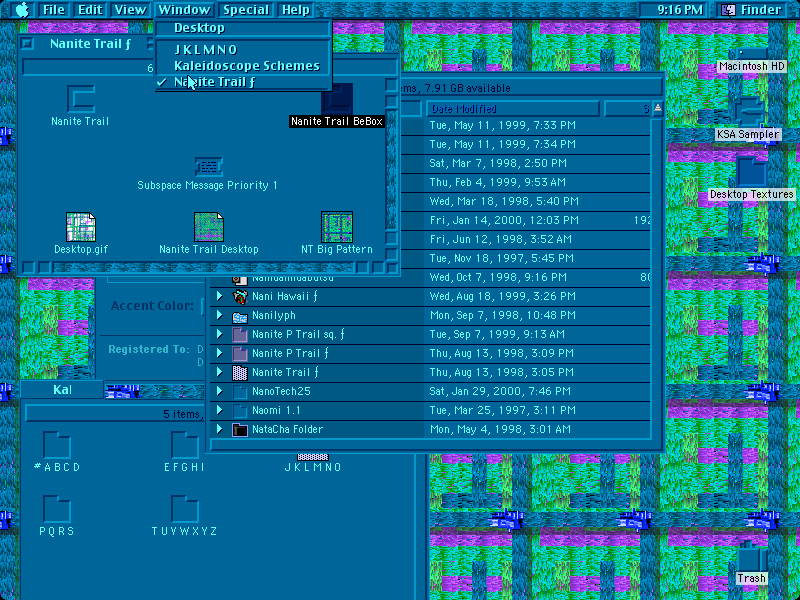 File Edit View Window Special Help 9:16 PM Finder
Desktop
J K L M N O
Kaleidoscope Schemes
✓ Nanite Trail ƒ
Nanite Trail ƒ
6
Nanite Trail
Nanite Trail BeBox
Subspace Message Priority 1
Desktop.gif
Nanite Trail Desktop
NT Big Pattern
ms, 7.91 GB available
Date Modified S
Tue, May 11, 1999, 7:33 PM
Tue, May 11, 1999, 7:34 PM
Sat, Mar 7, 1998, 2:50 PM
Thu, Feb 4, 1999, 9:53 AM
Wed, Mar 18, 1998, 5:40 PM
Fri, Jan 14, 2000, 12:03 PM 192
Fri, Jun 12, 1998, 3:52 AM
Tue, Nov 18, 1997, 5:45 PM
Wed, Oct 7, 1998, 9:16 PM 80
Nani Hawaii ƒ Wed, Aug 18, 1999, 3:26 PM
Nanilyph Mon, Sep 7, 1998, 10:48 PM
Nanite P Trail sq. ƒ Tue, Sep 7, 1999, 9:13 AM
Nanite P Trail ƒ Thu, Aug 13, 1998, 3:09 PM
Nanite Trail ƒ Thu, Aug 13, 1998, 3:05 PM
NanoTech25 Sat, Jan 29, 2000, 7:46 PM
Naomi 1.1 Tue, Mar 25, 1997, 3:11 PM
NataCha Folder Mon, May 4, 1998, 3:01 AM
Accent Color:
Registered To: D
D
Kal
5 items,
#ABCD
EFGHI
JKLMNO
PQRS
TUVWXYZ
Macintosh HD
KSA Sampler
Desktop Textures
Trash